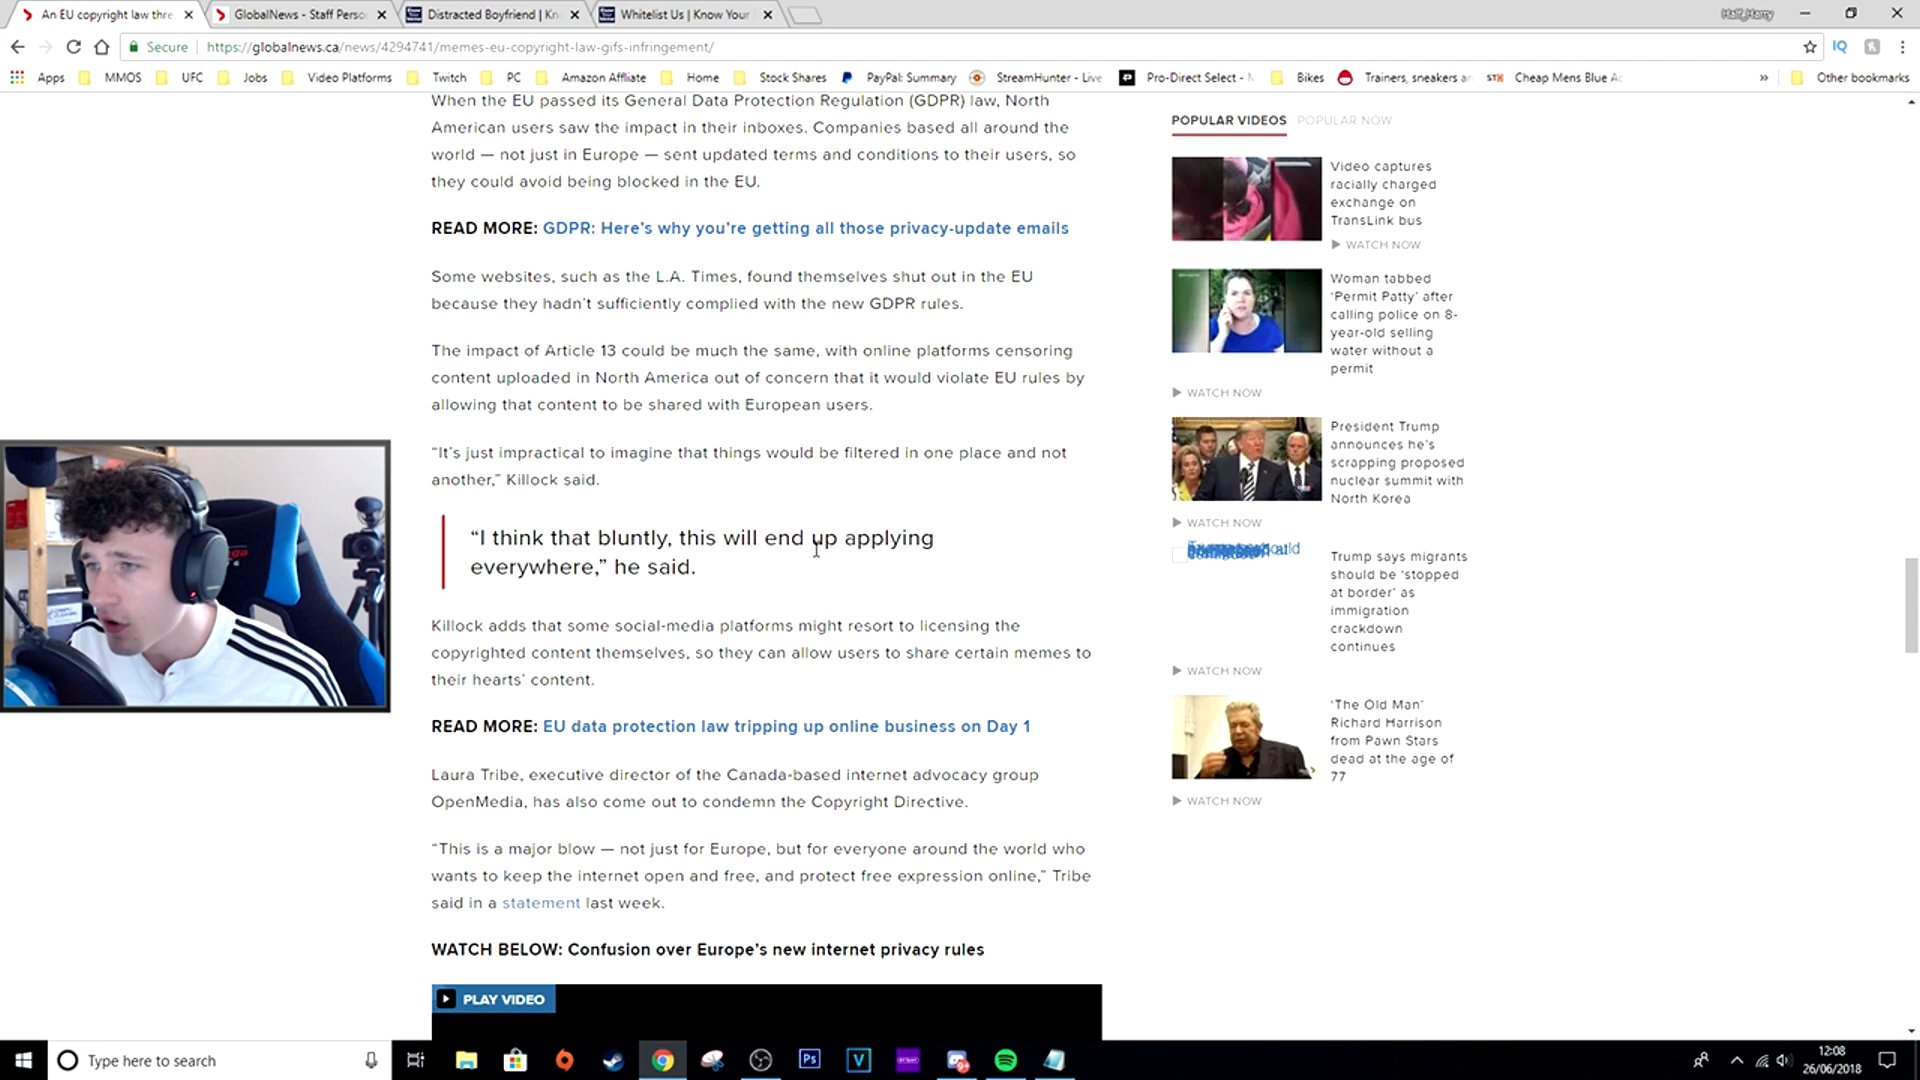 An EU copyright law thre
GlobalNews - Staff Perso
Distracted Boyfriend | Kn
Whitelist Us | Know Your
Half_Harry
Secure
https://globalnews.ca/news/4294741/memes-eu-copyright-law-gifs-infringement/
IQ
Apps
MMOS
UFC
Jobs
Video Platforms
Twitch
PC
Amazon Affliate
Home
Stock Shares
PayPal: Summary
StreamHunter - Live
Pro-Direct Select -
Bikes
Trainers, sneakers a
Cheap Mens Blue
»
Other bookmarks
When the EU passed its General Data Protection Regulation (GDPR) law, North
American users saw the impact in their inboxes. Companies based all around the
world — not just in Europe — sent updated terms and conditions to their users, so
they could avoid being blocked in the EU.
READ MORE: GDPR: Here's why you're getting all those privacy-update emails
Some websites, such as the L.A. Times, found themselves shut out in the EU
because they hadn't sufficiently complied with the new GDPR rules.
The impact of Article 13 could be much the same, with online platforms censoring
content uploaded in North America out of concern that it would violate EU rules by
allowing that content to be shared with European users.
“It's just impractical to imagine that things would be filtered in one place and not
another,” Killock said.
“I think that bluntly, this will end up applying
everywhere,” he said.
Killock adds that some social-media platforms might resort to licensing the
copyrighted content themselves, so they can allow users to share certain memes to
their hearts' content.
READ MORE: EU data protection law tripping up online business on Day 1
Laura Tribe, executive director of the Canada-based internet advocacy group
OpenMedia, has also come out to condemn the Copyright Directive.
“This is a major blow — not just for Europe, but for everyone around the world who
wants to keep the internet open and free, and protect free expression online,” Tribe
said in a statement last week.
WATCH BELOW: Confusion over Europe's new internet privacy rules
PLAY VIDEO
POPULAR VIDEOS
POPULAR NOW
Video captures
racially charged
exchange on
TransLink bus
WATCH NOW
Woman tabbed
‘Permit Patty’ after
calling police on 8-
year-old selling
water without a
permit
WATCH NOW
President Trump
announces he's
scrapping proposed
nuclear summit with
North Korea
WATCH NOW
Trump says migrants
should be ‘stopped
at border’ as
immigration
crackdown
continues
WATCH NOW
‘The Old Man’
Richard Harrison
from Pawn Stars
dead at the age of
77
WATCH NOW
Type here to search
Ps
V
12:08
26/06/2018